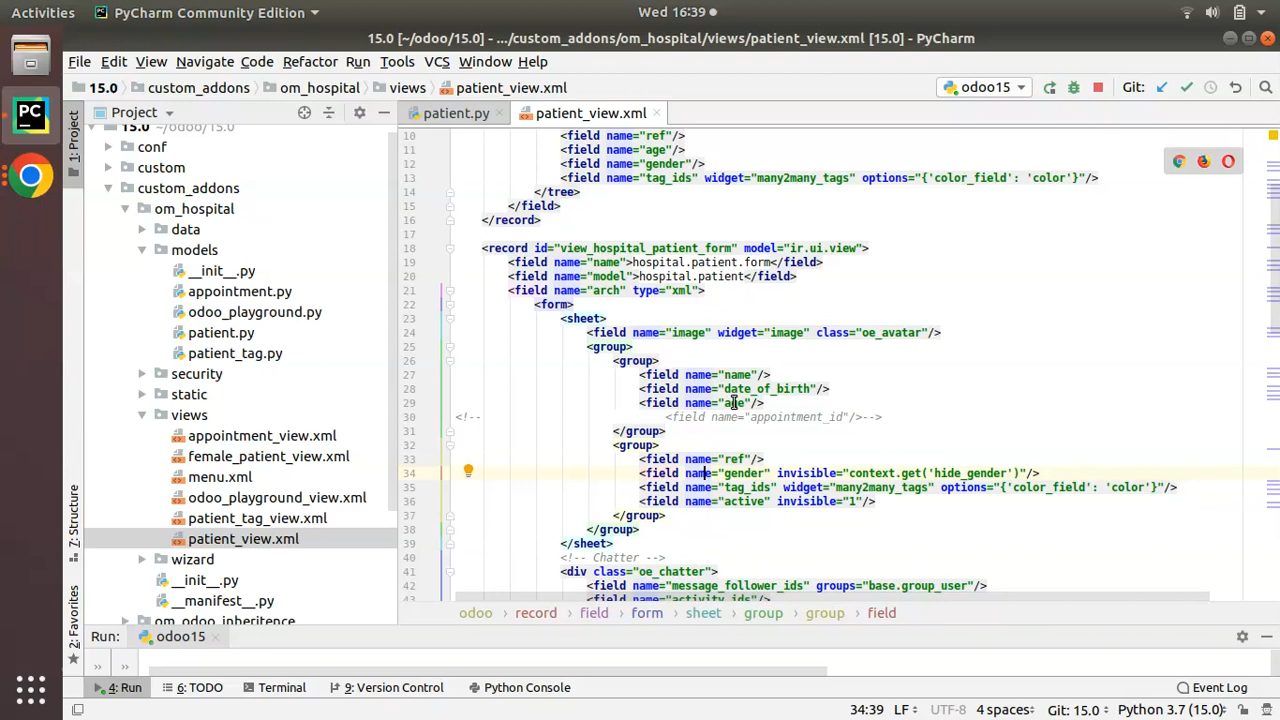 Activities PyCharm Community Edition Wed 16:39
15.0 [~/odoo/15.0] - .../custom_addons/om_hospital/views/patient_view.xml [15.0] - PyCharm
File Edit View Navigate Code Refactor Run Tools VCS Window Help
15.0 custom_addons om_hospital views patient_view.xml odoo15 Git:
1: Project
7: Structure
2: Favorites
Project
15.0 ~/odoo/15.0
conf
custom
custom_addons
om_hospital
data
models
__init__.py
appointment.py
odoo_playground.py
patient.py
patient_tag.py
security
static
views
appointment_view.xml
female_patient_view.xml
menu.xml
odoo_playground_view.xml
patient_tag_view.xml
patient_view.xml
wizard
__init__.py
__manifest__.py
om_odoo_inheritence
patient.py patient_view.xml
10 <field name="ref"/>
11 <field name="age"/>
12 <field name="gender"/>
13 <field name="tag_ids" widget="many2many_tags" options="{'color_field': 'color'}"/>
14 </tree>
15 </field>
16 </record>
17
18 <record id="view_hospital_patient_form" model="ir.ui.view">
19 <field name="name">hospital.patient.form</field>
20 <field name="model">hospital.patient</field>
21 <field name="arch" type="xml">
22 <form>
23 <sheet>
24 <field name="image" widget="image" class="oe_avatar"/>
25 <group>
26 <group>
27 <field name="name"/>
28 <field name="date_of_birth"/>
29 <field name="age"/>
30 <!-- <field name="appointment_id"/>-->
31 </group>
32 <group>
33 <field name="ref"/>
34 <field name="gender" invisible="context.get('hide_gender')"/>
35 <field name="tag_ids" widget="many2many_tags" options="{'color_field': 'color'}"/>
36 <field name="active" invisible="1"/>
37 </group>
38 </group>
39 </sheet>
40 <!-- Chatter -->
41 <div class="oe_chatter">
42 <field name="message_follower_ids" groups="base.group_user"/>
43 <field name="activity_ids"/>
odoo record field form sheet group group field
Run: odoo15
4: Run 6: TODO Terminal 9: Version Control Python Console Event Log
34:39 LF UTF-8 4 spaces Git: 15.0 Python 3.7 (15.0)